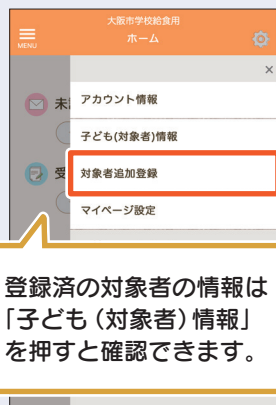 大阪市学校給食用
ホーム
MENU
×
アカウント情報
未
子ども(対象者)情報
対象者追加登録
受
マイページ設定
登録済の対象者の情報は
「子ども(対象者)情報」
を押すと確認できます。